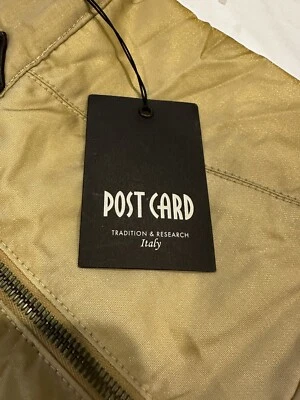 POST CARD
TRADITION & RESEARCH
Italy